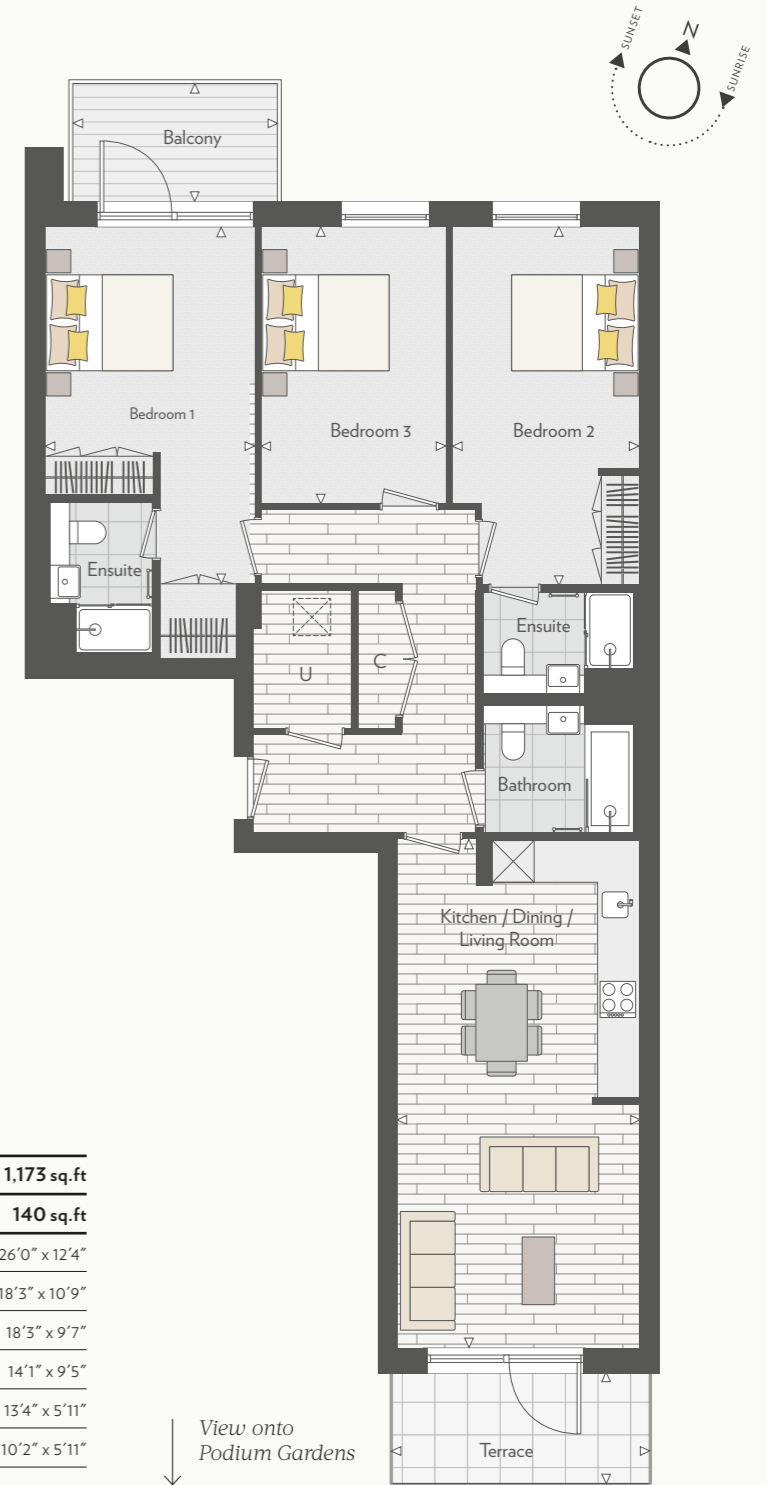 SUNSET
N
SUNRISE
Balcony
Bedroom 1
Bedroom 3
Bedroom 2
Ensuite
Ensuite
U
C
Bathroom
Kitchen / Dining /
Living Room
1,173 sq.ft
140 sq.ft
26′0″ x 12′4″
18′3″ x 10′9″
18′3″ x 9′7″
14′1″ x 9′5″
13′4″ x 5′11″
10′2″ x 5′11″
View onto
Podium Gardens
Terrace